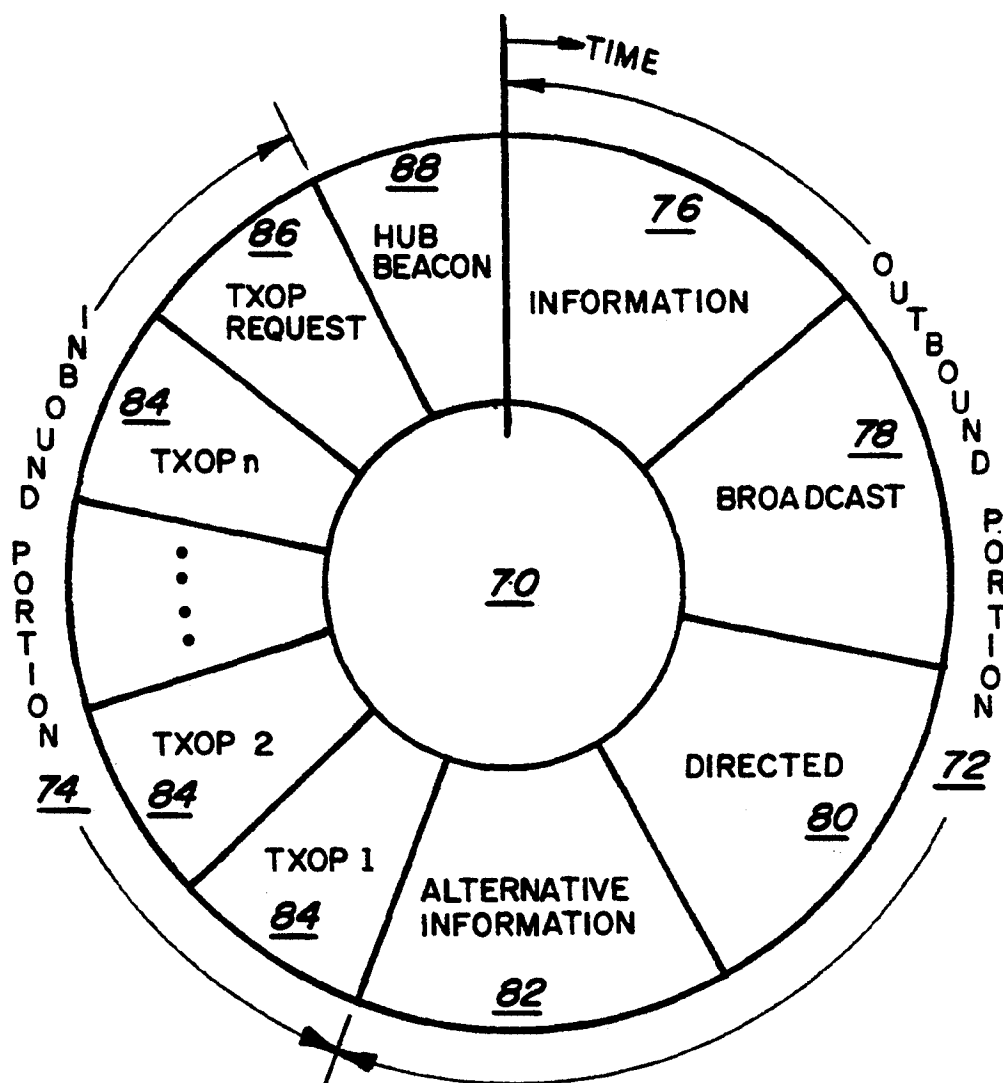 TIME
88
HUB
BEACON
76
INFORMATION
OUTBOUND PORTION
72
78
BROADCAST
DIRECTED
80
ALTERNATIVE
INFORMATION
82
TXOP 1
84
TXOP 2
84
TXOP n
84
86
TXOP
REQUEST
INBOUND PORTION
74
70